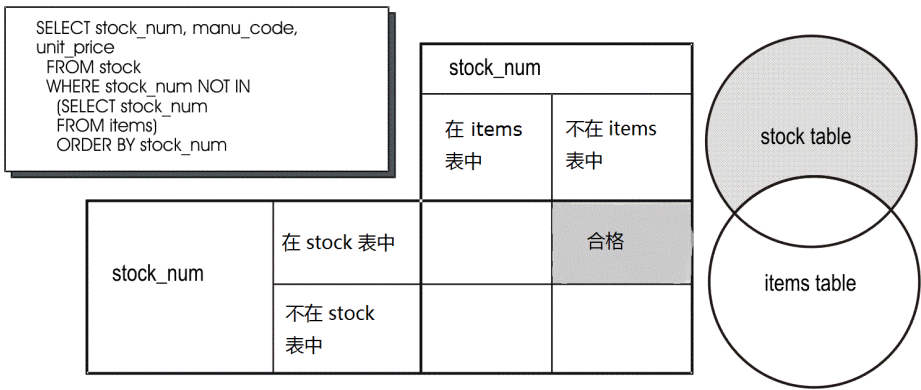 SELECT stock_num, manu_code,
unit_price
FROM stock
WHERE stock_num NOT IN
(SELECT stock_num
FROM items)
ORDER BY stock_num
stock_num
在 items
表中
不在 items
表中
stock_num
在 stock 表中
合格
不在 stock
表中
stock table
items table